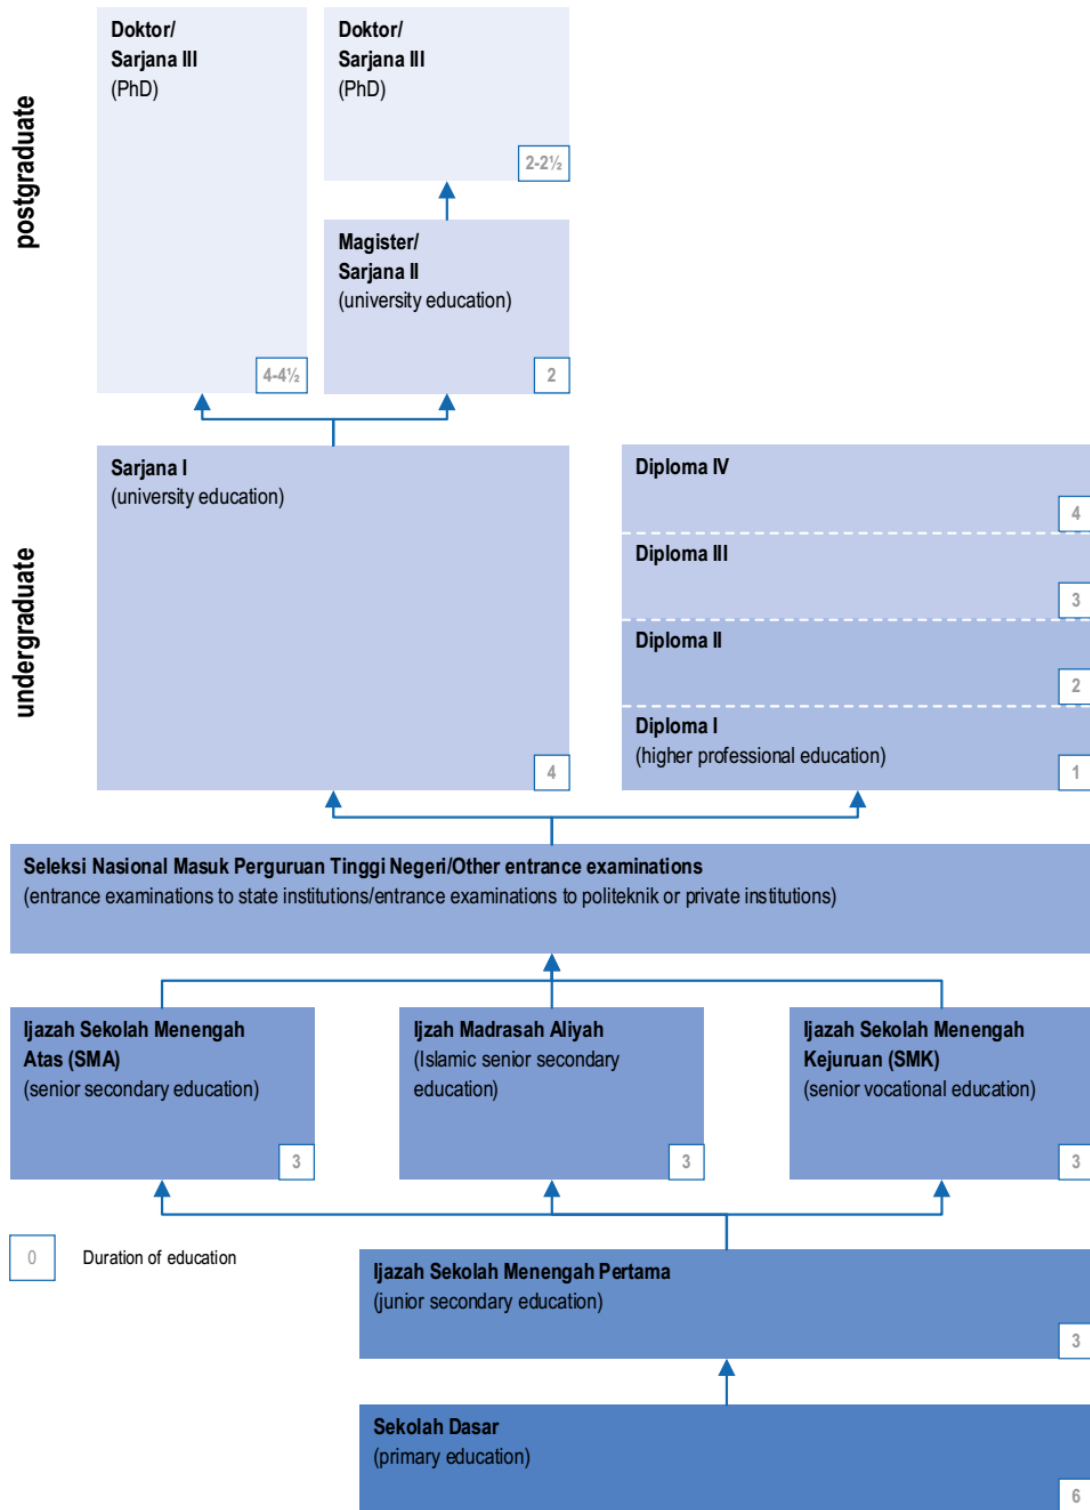 postgraduate
Doktor/
Sarjana III
(PhD)
4-4½
Doktor/
Sarjana III
(PhD)
2-2½
Magister/
Sarjana II
(university education)
2
undergraduate
Sarjana I
(university education)
4
Diploma IV
4
Diploma III
3
Diploma II
2
Diploma I
(higher professional education)
1
Seleksi Nasional Masuk Perguruan Tinggi Negeri/Other entrance examinations
(entrance examinations to state institutions/entrance examinations to politeknik or private institutions)
Ijazah Sekolah Menengah
Atas (SMA)
(senior secondary education)
3
Ijzah Madrasah Aliyah
(Islamic senior secondary
education)
3
Ijazah Sekolah Menengah
Kejuruan (SMK)
(senior vocational education)
3
0 Duration of education
Ijazah Sekolah Menengah Pertama
(junior secondary education)
3
Sekolah Dasar
(primary education)
6